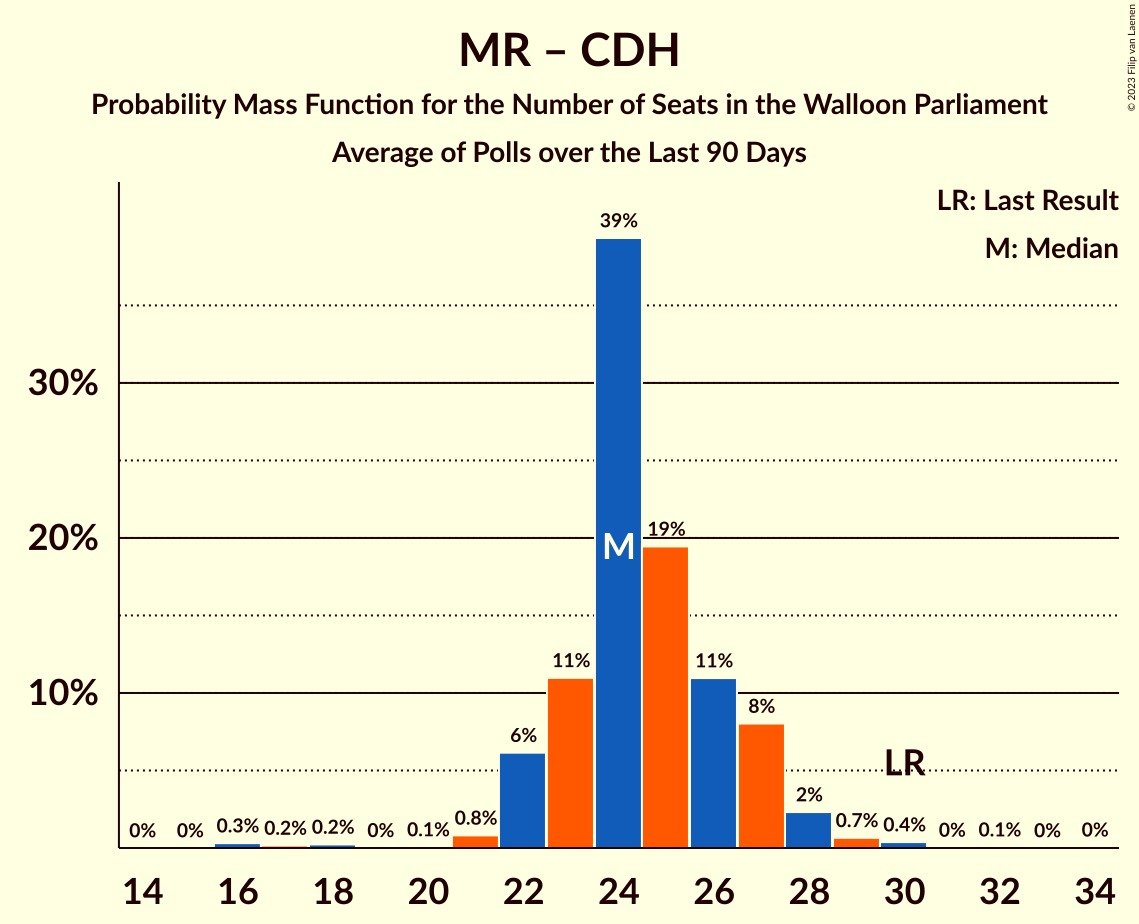 MR – CDH
Probability Mass Function for the Number of Seats in the Walloon Parliament
Average of Polls over the Last 90 Days
© 2023 Filip van Laenen
LR: Last Result
M: Median
39%
30%
20%
M
19%
11%
11%
10%
8%
6%
LR
2%
0% 0% 0.3% 0.2% 0.2% 0% 0.1% 0.8% 0.7% 0.4% 0% 0.1% 0% 0%
14 16 18 20 22 24 26 28 30 32 34